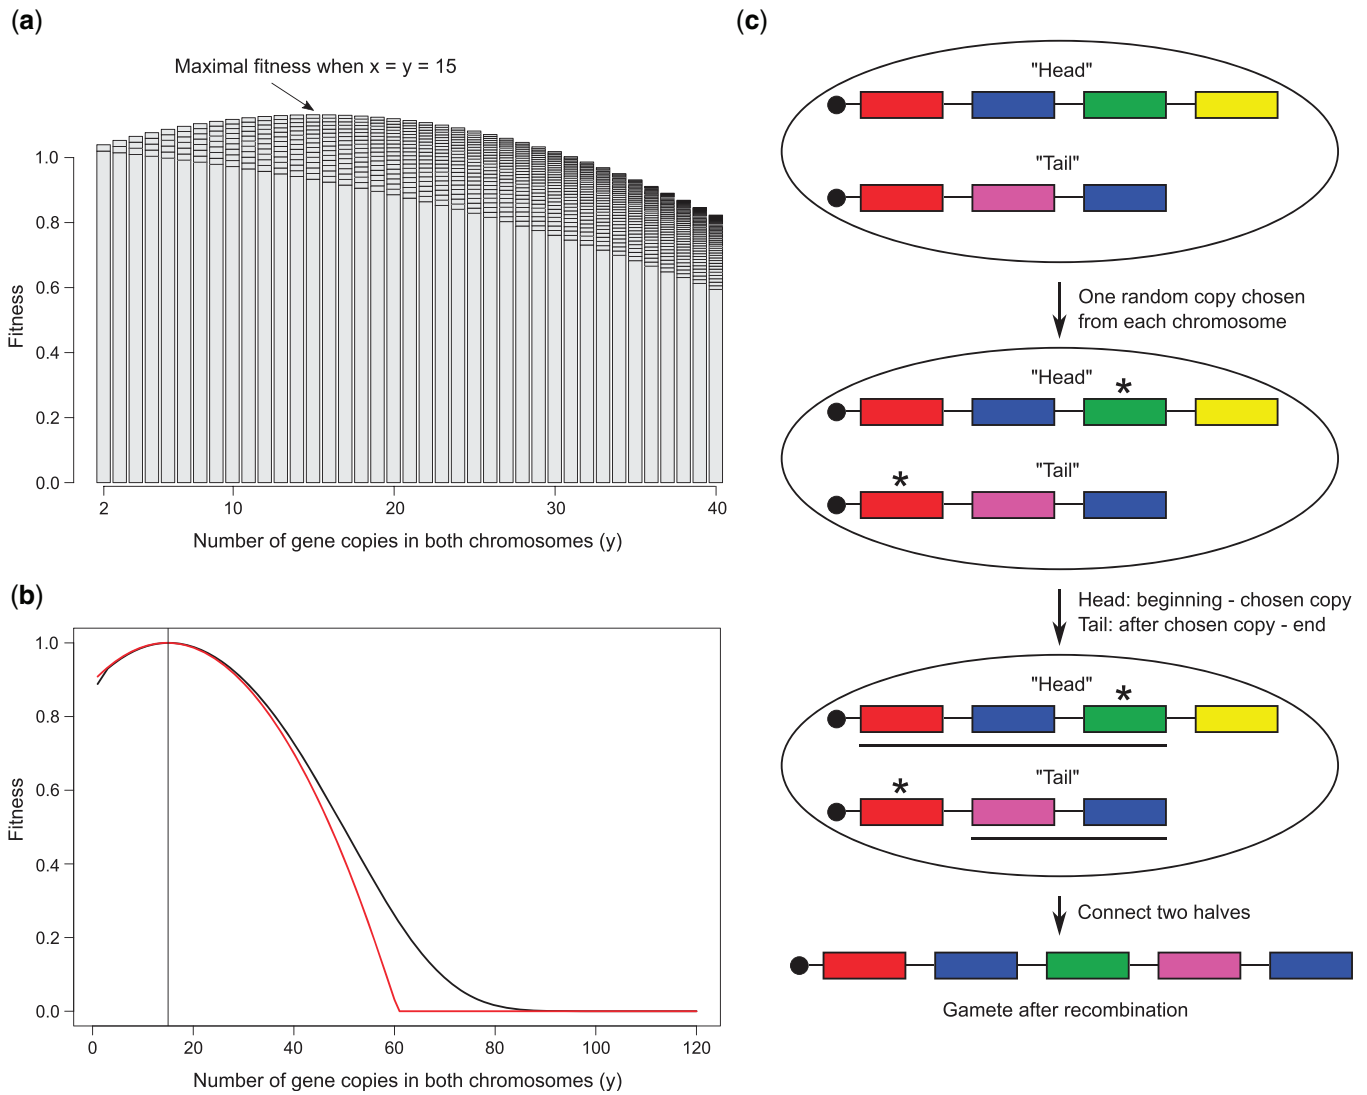 (a)
Maximal fitness when x = y = 15
1.0
0.8
0.6
0.4
0.2
0.0
Fitness
2
10
20
30
40
Number of gene copies in both chromosomes (y)
(b)
1.0
0.8
0.6
0.4
0.2
0.0
Fitness
0
20
40
60
80
100
120
Number of gene copies in both chromosomes (y)
(c)
"Head"
"Tail"
One random copy chosen
from each chromosome
"Head"
*
"Tail"
*
Head: beginning - chosen copy
Tail: after chosen copy - end
"Head"
*
"Tail"
*
Connect two halves
Gamete after recombination